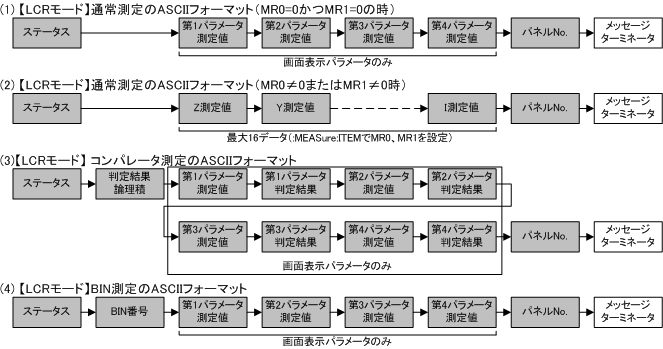 (1)【LCRモード】通常測定のASCIIフォーマット(MR0=0かつMR1=0の時)
ステータス
第1パラメータ
測定値
第2パラメータ
測定値
第3パラメータ
測定値
第4パラメータ
測定値
パネルNo.
メッセージ
ターミネータ
画面表示パラメータのみ
(2)【LCRモード】通常測定のASCIIフォーマット(MR0≠0またはMR1≠0時)
ステータス
Z測定値
Y測定値
I測定値
パネルNo.
メッセージ
ターミネータ
最大16データ(:MEASure:ITEMでMR0、MR1を設定)
(3)【LCRモード】 コンパレータ測定のASCIIフォーマット
ステータス
判定結果
論理積
第1パラメータ
測定値
第1パラメータ
判定結果
第2パラメータ
測定値
第2パラメータ
判定結果
第3パラメータ
測定値
第3パラメータ
判定結果
第4パラメータ
測定値
第4パラメータ
判定結果
パネルNo.
メッセージ
ターミネータ
画面表示パラメータのみ
(4)【LCRモード】BIN測定のASCIIフォーマット
ステータス
BIN番号
第1パラメータ
測定値
第2パラメータ
測定値
第3パラメータ
測定値
第4パラメータ
測定値
パネルNo.
メッセージ
ターミネータ
画面表示パラメータのみ